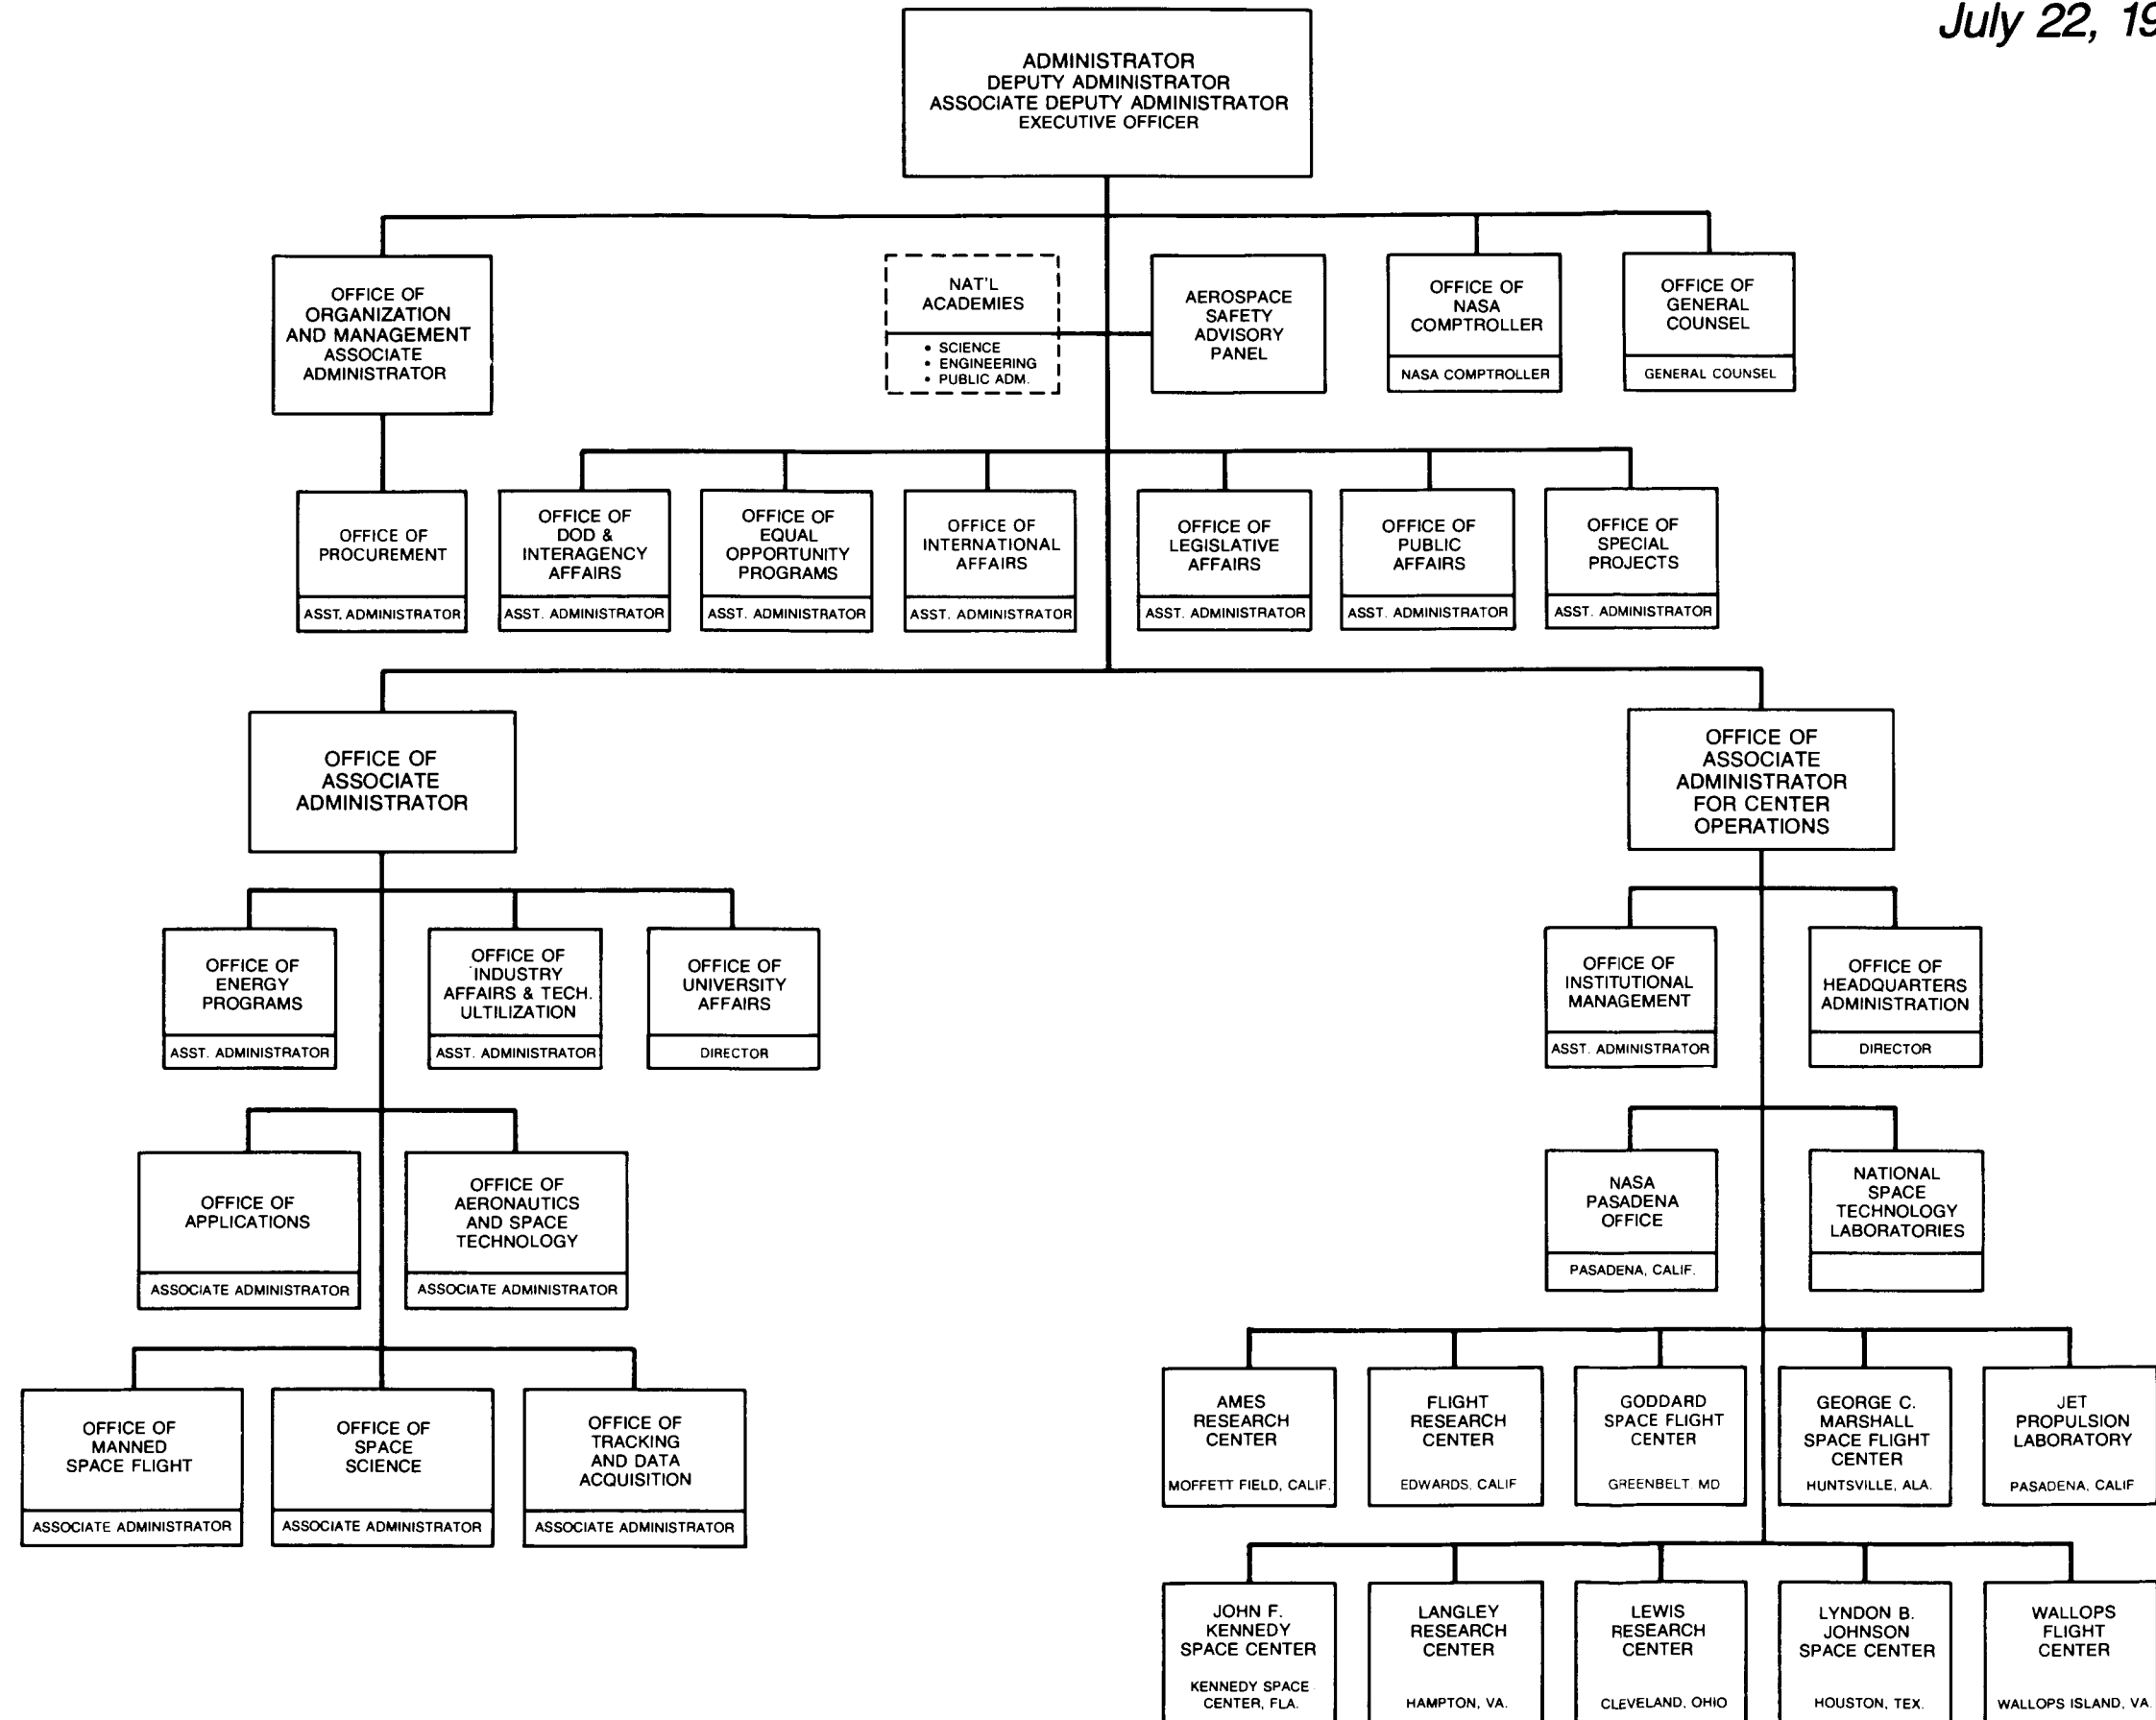 July 22, 19
ADMINISTRATOR
DEPUTY ADMINISTRATOR
ASSOCIATE DEPUTY ADMINISTRATOR
EXECUTIVE OFFICER
OFFICE OF
ORGANIZATION
AND MANAGEMENT
ASSOCIATE
ADMINISTRATOR
NAT'L
ACADEMIES
• SCIENCE
• ENGINEERING
• PUBLIC ADM.
AEROSPACE
SAFETY
ADVISORY
PANEL
OFFICE OF
NASA
COMPTROLLER
NASA COMPTROLLER
OFFICE OF
GENERAL
COUNSEL
GENERAL COUNSEL
OFFICE OF
PROCUREMENT
ASST. ADMINISTRATOR
OFFICE OF
DOD &
INTERAGENCY
AFFAIRS
ASST. ADMINISTRATOR
OFFICE OF
EQUAL
OPPORTUNITY
PROGRAMS
ASST. ADMINISTRATOR
OFFICE OF
INTERNATIONAL
AFFAIRS
ASST. ADMINISTRATOR
OFFICE OF
LEGISLATIVE
AFFAIRS
ASST. ADMINISTRATOR
OFFICE OF
PUBLIC
AFFAIRS
ASST. ADMINISTRATOR
OFFICE OF
SPECIAL
PROJECTS
ASST. ADMINISTRATOR
OFFICE OF
ASSOCIATE
ADMINISTRATOR
OFFICE OF
ASSOCIATE
ADMINISTRATOR
FOR CENTER
OPERATIONS
OFFICE OF
ENERGY
PROGRAMS
ASST. ADMINISTRATOR
OFFICE OF
INDUSTRY
AFFAIRS & TECH.
ULTILIZATION
ASST. ADMINISTRATOR
OFFICE OF
UNIVERSITY
AFFAIRS
DIRECTOR
OFFICE OF
INSTITUTIONAL
MANAGEMENT
ASST. ADMINISTRATOR
OFFICE OF
HEADQUARTERS
ADMINISTRATION
DIRECTOR
OFFICE OF
APPLICATIONS
ASSOCIATE ADMINISTRATOR
OFFICE OF
AERONAUTICS
AND SPACE
TECHNOLOGY
ASSOCIATE ADMINISTRATOR
NASA
PASADENA
OFFICE
PASADENA, CALIF.
NATIONAL
SPACE
TECHNOLOGY
LABORATORIES
OFFICE OF
MANNED
SPACE FLIGHT
ASSOCIATE ADMINISTRATOR
OFFICE OF
SPACE
SCIENCE
ASSOCIATE ADMINISTRATOR
OFFICE OF
TRACKING
AND DATA
ACQUISITION
ASSOCIATE ADMINISTRATOR
AMES
RESEARCH
CENTER
MOFFETT FIELD, CALIF.
FLIGHT
RESEARCH
CENTER
EDWARDS, CALIF
GODDARD
SPACE FLIGHT
CENTER
GREENBELT. MD
GEORGE C.
MARSHALL
SPACE FLIGHT
CENTER
HUNTSVILLE, ALA.
JET
PROPULSION
LABORATORY
PASADENA, CALIF
JOHN F.
KENNEDY
SPACE CENTER
KENNEDY SPACE
CENTER, FLA.
LANGLEY
RESEARCH
CENTER
HAMPTON, VA.
LEWIS
RESEARCH
CENTER
CLEVELAND, OHIO
LYNDON B.
JOHNSON
SPACE CENTER
HOUSTON, TEX.
WALLOPS
FLIGHT
CENTER
WALLOPS ISLAND, VA.